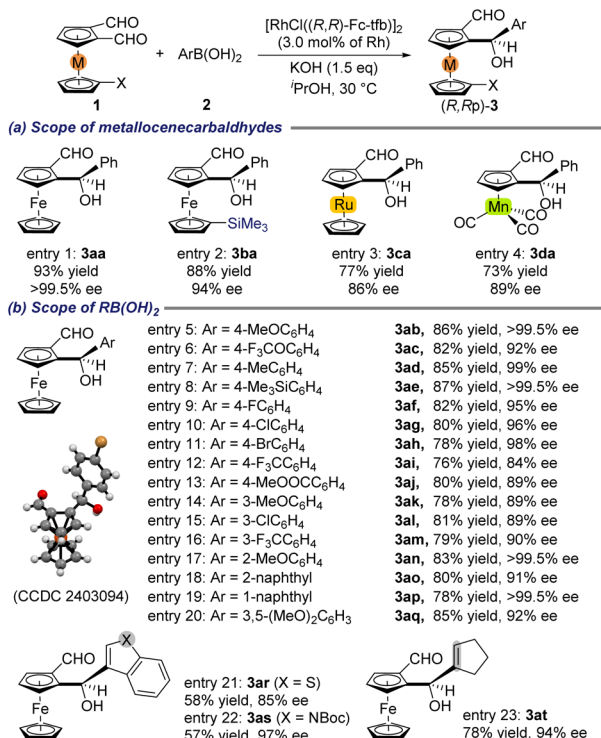 CHO
CHO
M
X
1
+
ArB(OH)2
2
[RhCl((R,R)-Fc-tfb)]2
(3.0 mol% of Rh)
KOH (1.5 eq)
iPrOH, 30 °C
CHO
Ar
H
OH
M
X
(R,Rp)-3
(a) Scope of metallocenecarbaldhydes
CHO
Ph
H
OH
Fe
entry 1: 3aa
93% yield
>99.5% ee
CHO
Ph
H
OH
Fe
SiMe3
entry 2: 3ba
88% yield
94% ee
CHO
Ph
H
OH
Ru
entry 3: 3ca
77% yield
86% ee
CHO
Ph
H
OH
Mn
OC
CO
CO
entry 4: 3da
73% yield
89% ee
(b) Scope of RB(OH)2
CHO
Ar
H
OH
Fe
(CCDC 2403094)
entry 5: Ar = 4-MeOC6H4 3ab, 86% yield, >99.5% ee
entry 6: Ar = 4-F3COC6H4 3ac, 82% yield, 92% ee
entry 7: Ar = 4-MeC6H4 3ad, 85% yield, 99% ee
entry 8: Ar = 4-Me3SiC6H4 3ae, 87% yield, >99.5% ee
entry 9: Ar = 4-FC6H4 3af, 82% yield, 95% ee
entry 10: Ar = 4-ClC6H4 3ag, 80% yield, 96% ee
entry 11: Ar = 4-BrC6H4 3ah, 78% yield, 98% ee
entry 12: Ar = 4-F3CC6H4 3ai, 76% yield, 84% ee
entry 13: Ar = 4-MeOOCC6H4 3aj, 80% yield, 89% ee
entry 14: Ar = 3-MeOC6H4 3ak, 78% yield, 89% ee
entry 15: Ar = 3-ClC6H4 3al, 81% yield, 89% ee
entry 16: Ar = 3-F3CC6H4 3am, 79% yield, 90% ee
entry 17: Ar = 2-MeOC6H4 3an, 83% yield, >99.5% ee
entry 18: Ar = 2-naphthyl 3ao, 80% yield, 91% ee
entry 19: Ar = 1-naphthyl 3ap, 78% yield, >99.5% ee
entry 20: Ar = 3,5-(MeO)2C6H3 3aq, 85% yield, 92% ee
CHO
X
H
OH
Fe
entry 21: 3ar (X = S)
58% yield, 85% ee
entry 22: 3as (X = NBoc)
57% yield, 97% ee
CHO
H
OH
Fe
entry 23: 3at
78% yield, 94% ee